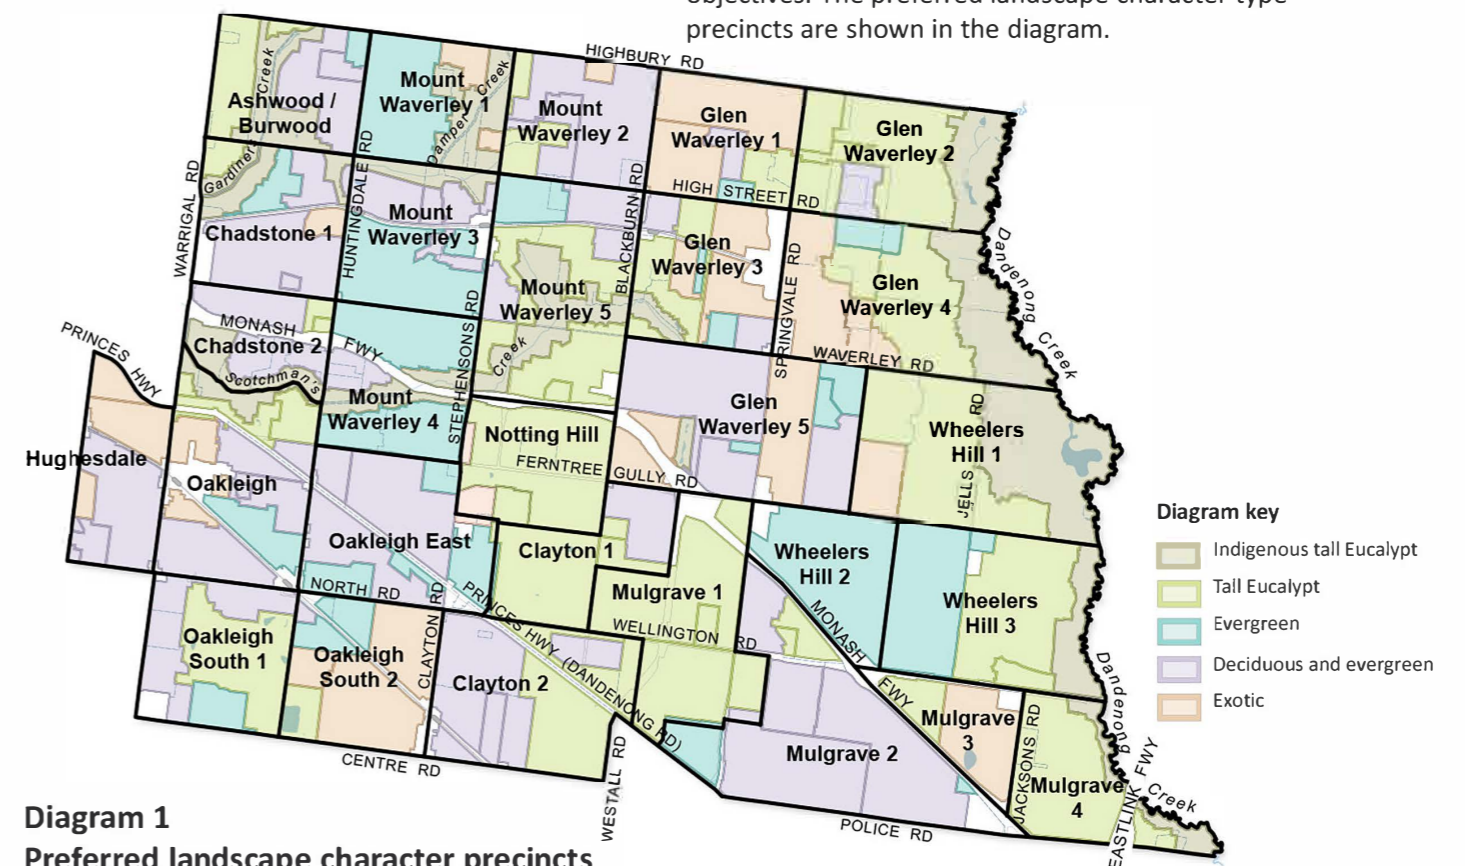 objectives. The preferred landscape character type
precincts are shown in the diagram.
HIGHBURY RD
Creek
Ashwood /
Burwood
Mount
Waverley 1
Damper Creek
Mount
Waverley 2
Glen
Waverley 1
Glen
Waverley 2
Gardiners
WARRIGAL RD
HUNTINGDALE RD
BLACKBURN RD
HIGH STREET RD
Chadstone 1
Mount
Waverley 3
Mount
Waverley 5
Glen
Waverley 3
SPRINGVALE RD
Glen
Waverley 4
Dandenong Creek
PRINCES HWY
MONASH FWY
Chadstone 2
Scotchman's
Creek
STEPHENSONS RD
WAVERLEY RD
Mount
Waverley 4
Notting Hill
Glen
Waverley 5
JELLS RD
Wheelers
Hill 1
Hughesdale
Oakleigh
FERNTREE GULLY RD
Oakleigh East
Clayton 1
Wheelers
Hill 2
NORTH RD
CLAYTON RD
PRINCES HWY (DANDENONG RD)
Mulgrave 1
WELLINGTON RD
MONASH FWY
Wheelers
Hill 3
Oakleigh
South 1
Oakleigh
South 2
Clayton 2
Mulgrave 2
Mulgrave
3
JACKSONS RD
Mulgrave
4
Dandenong Creek
EASTLINK FWY
CENTRE RD
WESTALL RD
POLICE RD
Diagram key
Indigenous tall Eucalypt
Tall Eucalypt
Evergreen
Deciduous and evergreen
Exotic
Diagram 1
Preferred landscape character precincts